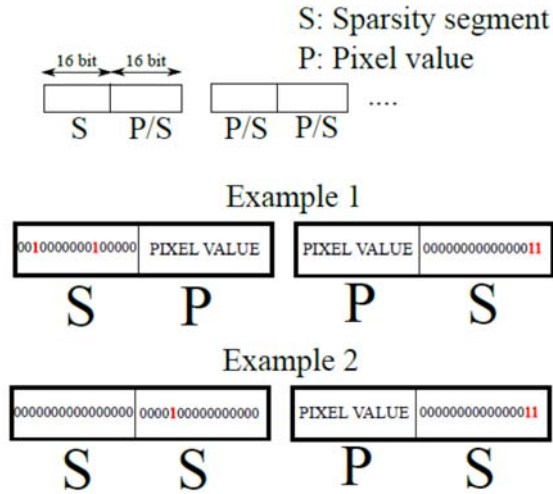 S: Sparsity segment
P: Pixel value
16 bit 16 bit
S P/S P/S P/S ....
Example 1
0010000000100000 PIXEL VALUE PIXEL VALUE 0000000000000011
S P P S
Example 2
0000000000000000 0000100000000000 PIXEL VALUE 0000000000000011
S S P S